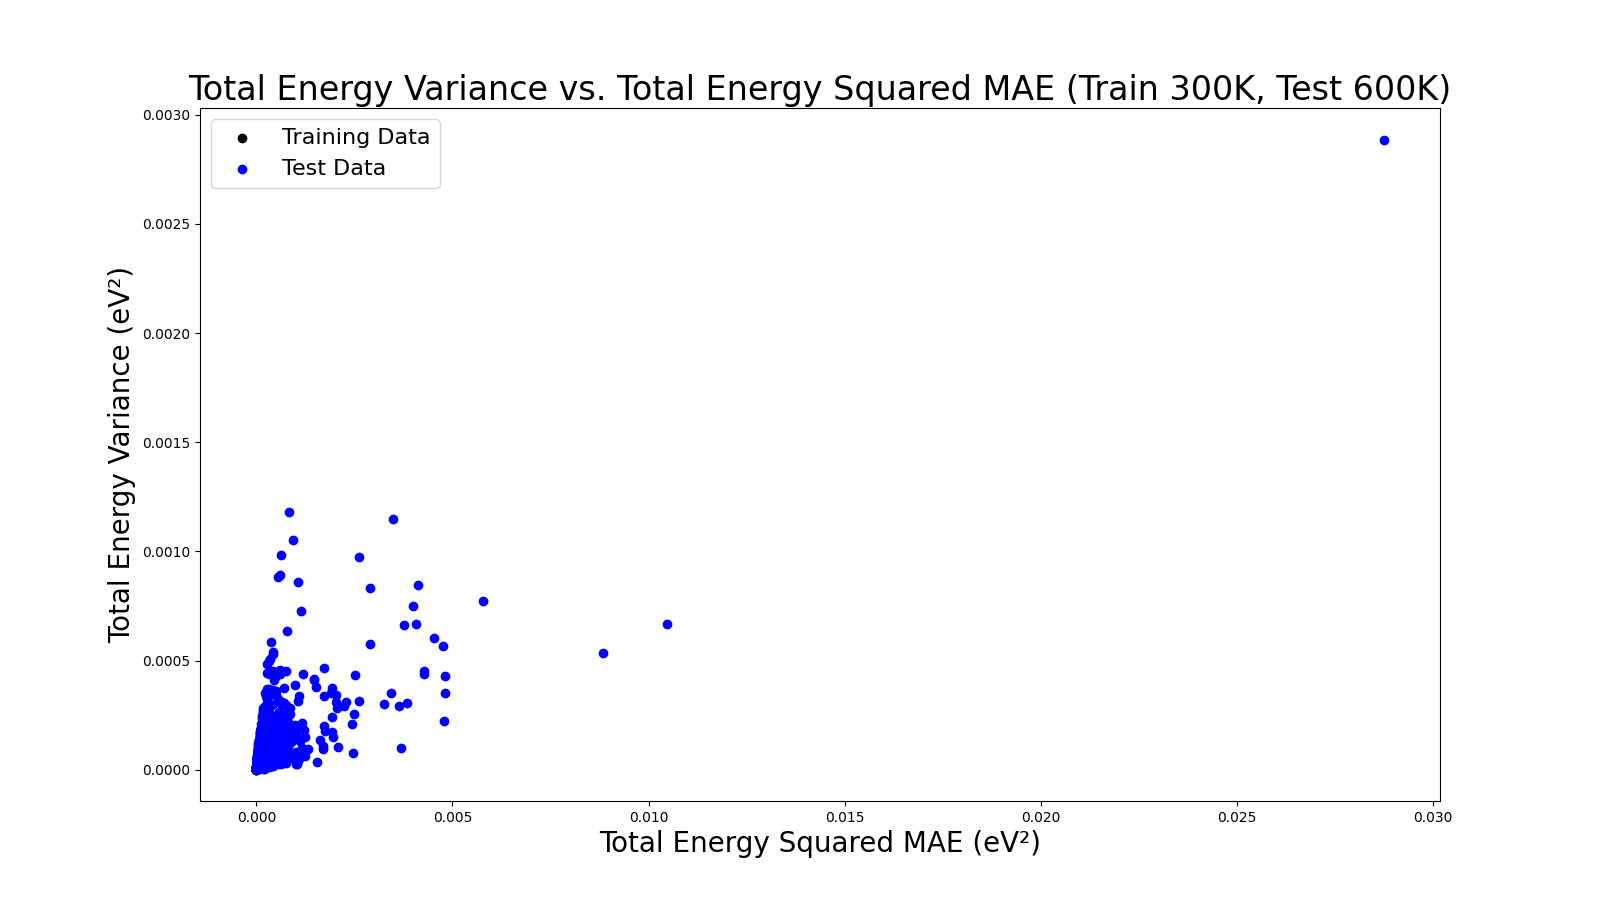 Total Energy Variance vs. Total Energy Squared MAE (Train 300K, Test 600K)
Training Data
Test Data
Total Energy Variance (eV²)
0.0030
0.0025
0.0020
0.0015
0.0010
0.0005
0.0000
0.000 0.005 0.010 0.015 0.020 0.025 0.030
Total Energy Squared MAE (eV²)